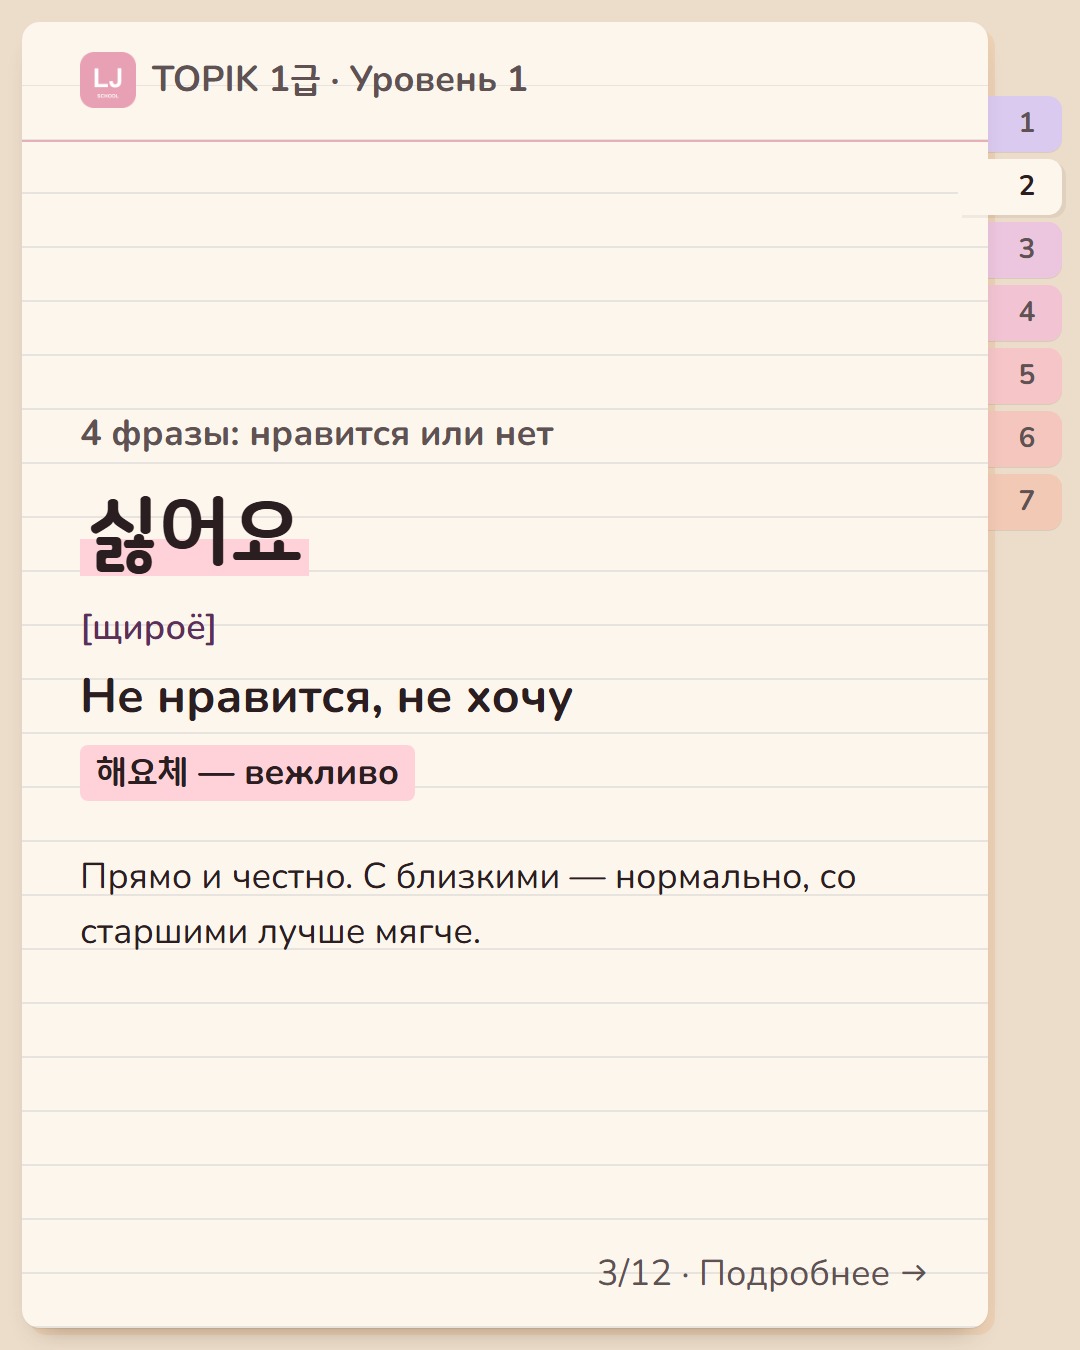 LJ
SCHOOL
TOPIK 1급 · Уровень 1
1
2
3
4
5
6
7
4 фразы: нравится или нет
싫어요
[щироё]
Не нравится, не хочу
해요체 — вежливо
Прямо и честно. С близкими — нормально, со
старшими лучше мягче.
3/12 · Подробнее →